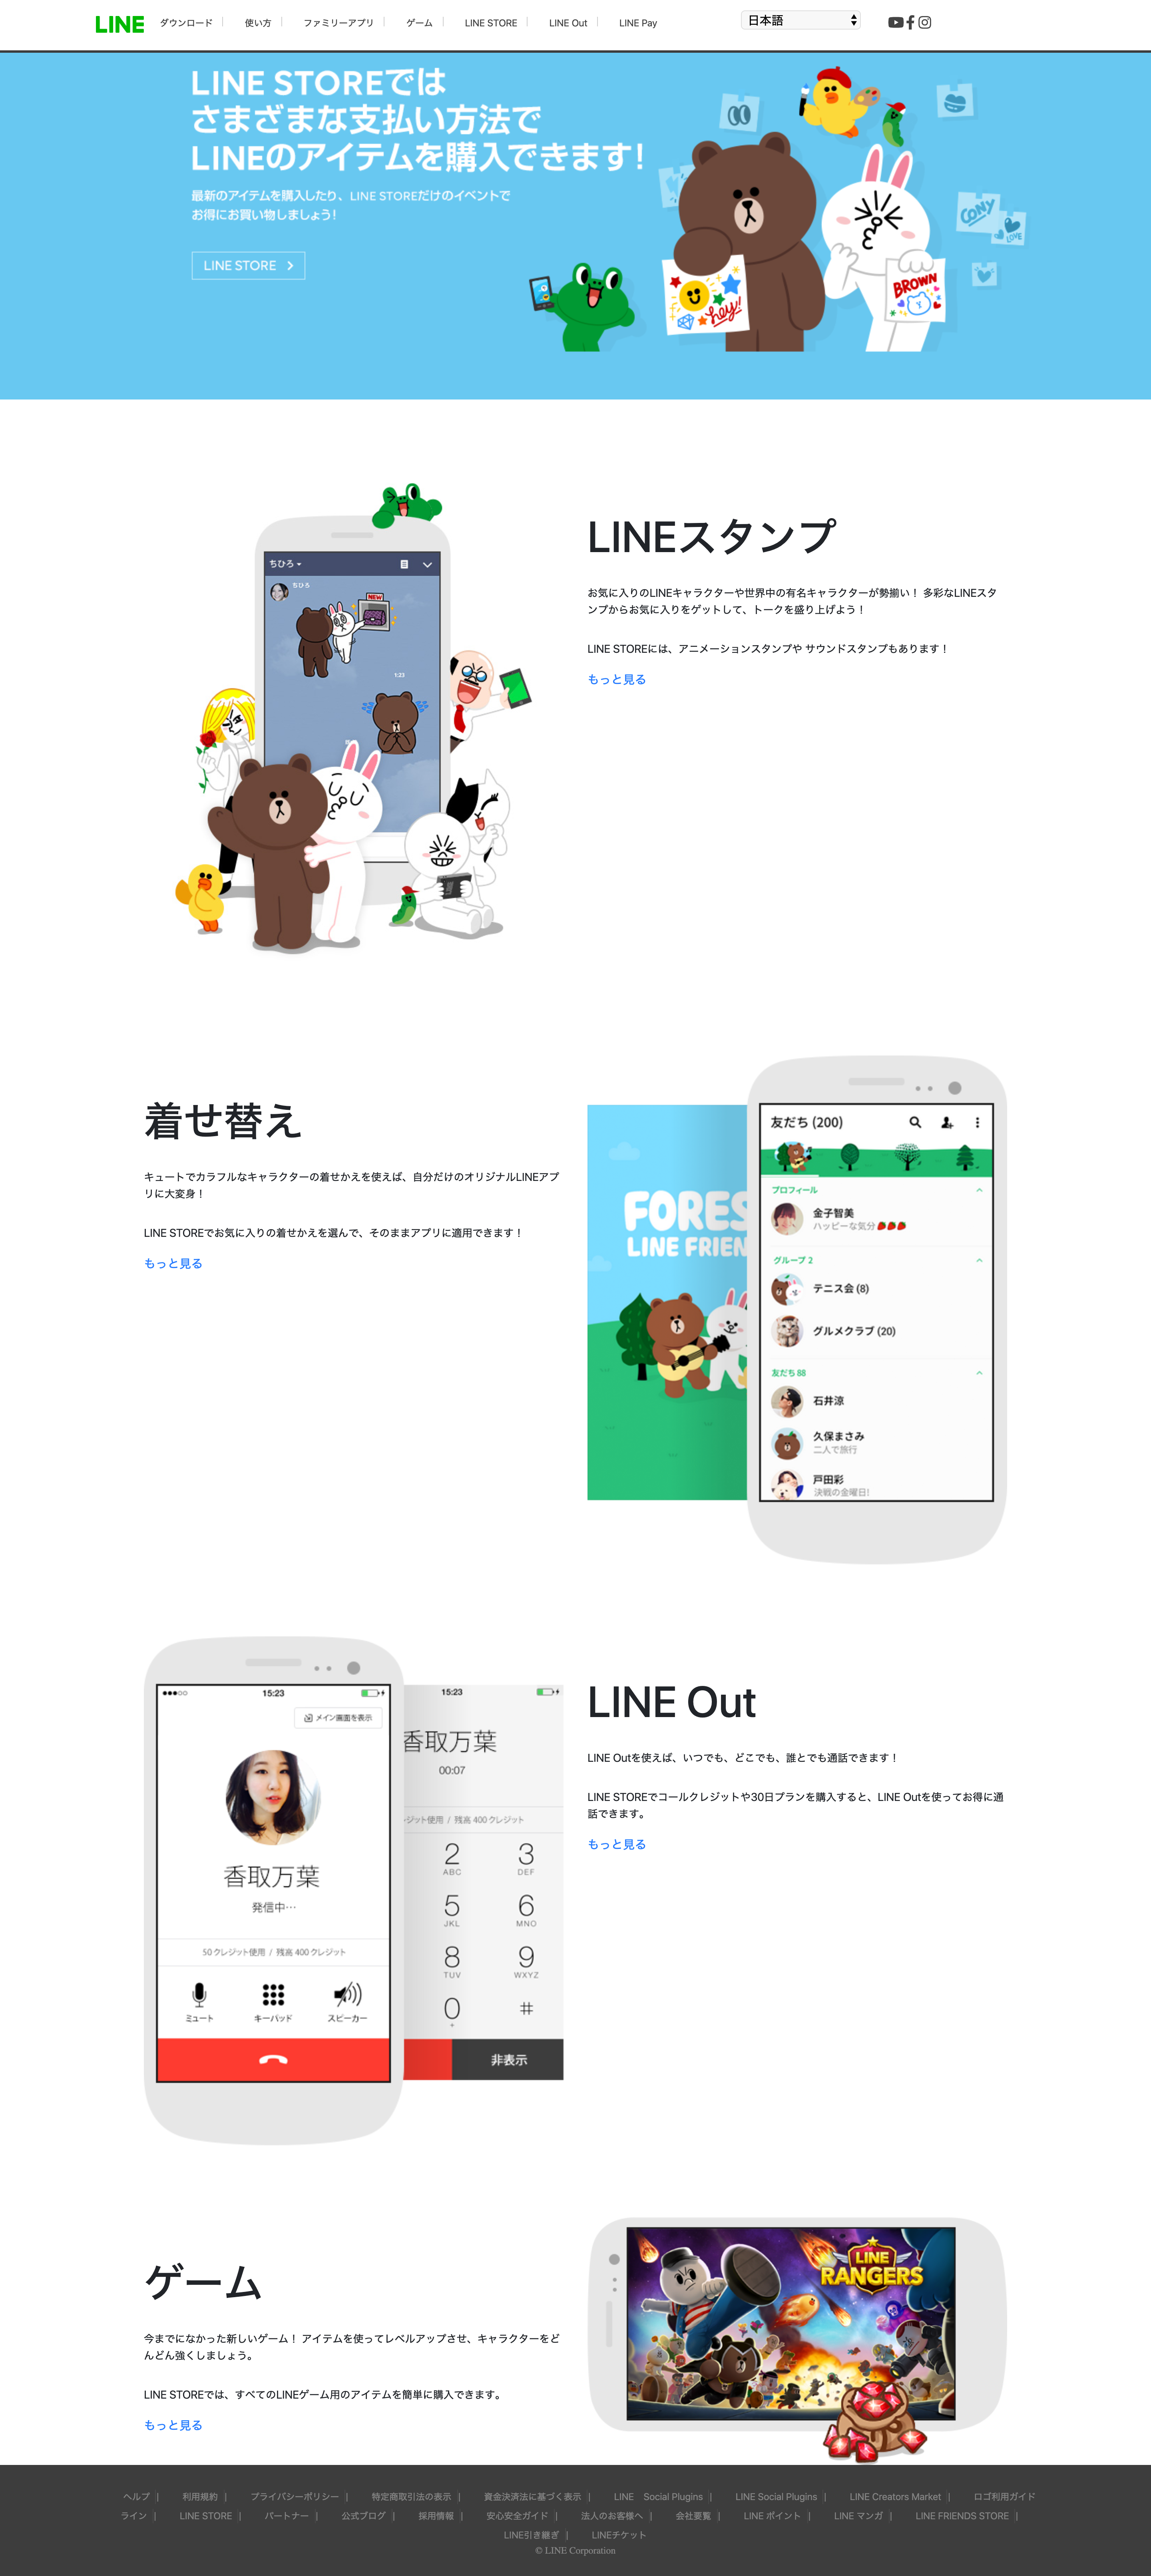 LINE
ダウンロード
使い方
ファミリーアプリ
ゲーム
LINE STORE
LINE Out
LINE Pay
日本語
LINE STOREでは
さまざまな支払い方法で
LINEのアイテムを購入できます!
最新のアイテムを購入したり、LINE STOREだけのイベントで
お得にお買い物しましょう!
LINE STORE
CONY
LOVE
hey!
BROWN
ちひろ
ちひろ
NEW
1:23
LINEスタンプ
お気に入りのLINEキャラクターや世界中の有名キャラクターが勢揃い! 多彩なLINEスタ
ンプからお気に入りをゲットして、トークを盛り上げよう!
LINE STOREには、アニメーションスタンプや サウンドスタンプもあります!
もっと見る
着せ替え
キュートでカラフルなキャラクターの着せかえを使えば、自分だけのオリジナルLINEアプ
リに大変身!
LINE STOREでお気に入りの着せかえを選んで、そのままアプリに適用できます!
もっと見る
FORES
LINE FRIEN
友だち (200)
プロフィール
金子智美
ハッピーな気分
グループ 2
テニス会 (8)
グルメクラブ (20)
友だち 88
石井涼
久保まさみ
二人で旅行
戸田彩
決戦の金曜日!
15:23
メイン画面を表示
香取万葉
発信中…
50 クレジット使用 / 残高 400 クレジット
ミュート
キーパッド
スピーカー
15:23
香取万葉
00:07
ジット使用 / 残高 400 クレジット
2 3
ABC DEF
5 6
JKL MNO
8 9
TUV WXYZ
0 #
+
非表示
LINE Out
LINE Outを使えば、いつでも、どこでも、誰とでも通話できます!
LINE STOREでコールクレジットや30日プランを購入すると、LINE Outを使ってお得に通
話できます。
もっと見る
ゲーム
今までになかった新しいゲーム! アイテムを使ってレベルアップさせ、キャラクターをど
んどん強くしましょう。
LINE STOREでは、すべてのLINEゲーム用のアイテムを簡単に購入できます。
もっと見る
LINE
RANGERS
ヘルプ | 利用規約 | プライバシーポリシー | 特定商取引法の表示 | 資金決済法に基づく表示 | LINE　Social Plugins | LINE Social Plugins | LINE Creators Market | ロゴ利用ガイド
ライン | LINE STORE | パートナー | 公式ブログ | 採用情報 | 安心安全ガイド | 法人のお客様へ | 会社要覧 | LINE ポイント | LINE マンガ | LINE FRIENDS STORE |
LINE引き継ぎ | LINEチケット
© LINE Corporation